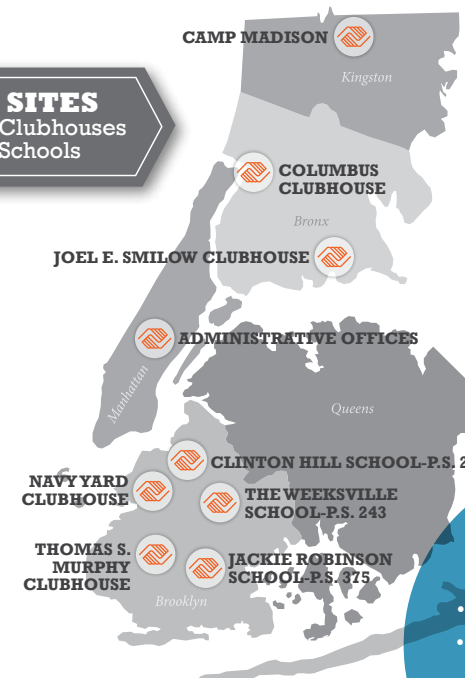 CAMP MADISON
Kingston
SITES
Clubhouses
Schools
COLUMBUS
CLUBHOUSE
Bronx
JOEL E. SMILOW CLUBHOUSE
ADMINISTRATIVE OFFICES
Manhattan
Queens
CLINTON HILL SCHOOL-P.S. 2
NAVY YARD
CLUBHOUSE
THE WEEKSVILLE
SCHOOL-P.S. 243
THOMAS S.
MURPHY
CLUBHOUSE
JACKIE ROBINSON
SCHOOL-P.S. 375
Brooklyn